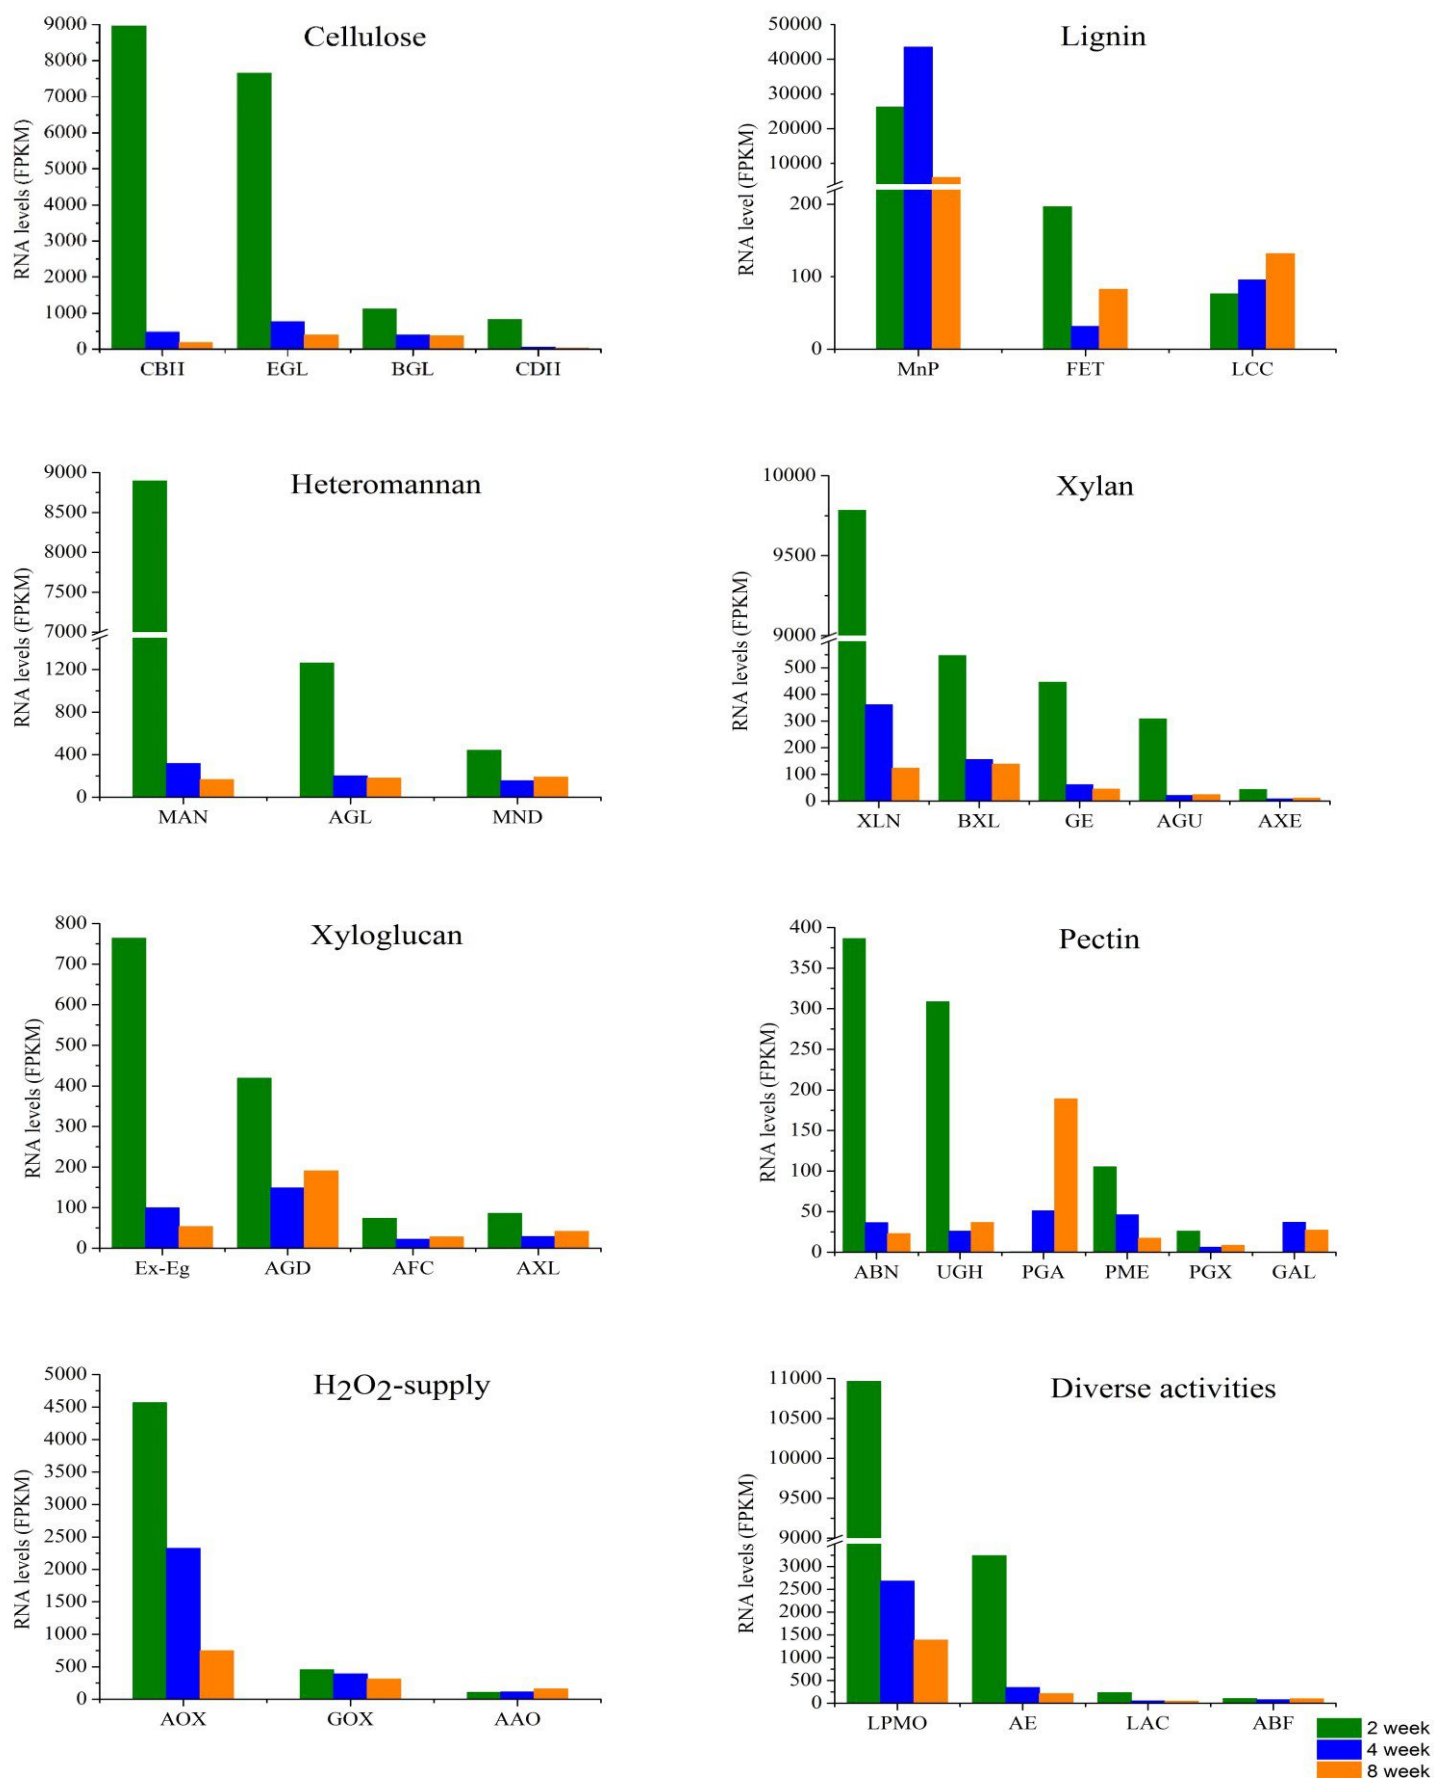 Cellulose
RNA levels (FPKM)
9000
8000
7000
6000
5000
4000
3000
2000
1000
0
CBII EGL BGL CDII
Lignin
RNA level (FPKM)
50000
40000
30000
20000
10000
200
100
0
MnP FET LCC
Heteromannan
RNA levels (FPKM)
9000
8500
8000
7500
7000
1200
800
400
0
MAN AGL MND
Xylan
RNA levels (FPKM)
10000
9500
9000
500
400
300
200
100
0
XLN BXL GE AGU AXE
Xyloglucan
RNA levels (FPKM)
800
700
600
500
400
300
200
100
0
Ex-Eg AGD AFC AXL
Pectin
RNA levels (FPKM)
400
350
300
250
200
150
100
50
0
ABN UGH PGA PME PGX GAL
H2O2-supply
RNA levels (FPKM)
5000
4500
4000
3500
3000
2500
2000
1500
1000
500
0
AOX GOX AAO
Diverse activities
RNA levels (FPKM)
11000
10500
10000
9500
9000
3000
2500
2000
1500
1000
500
0
LPMO AE LAC ABF
2 week
4 week
8 week